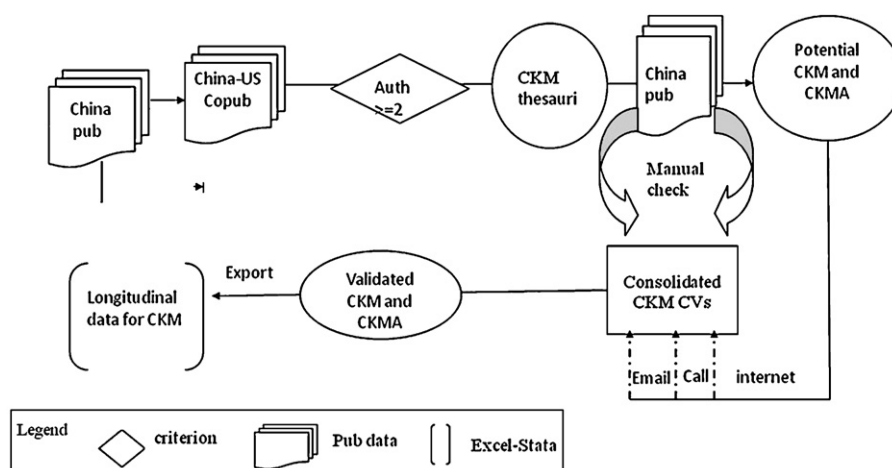 China
pub
China-US
Copub
Auth
>=2
CKM
thesauri
China
pub
Potential
CKM and
CKMA
Manual
check
Longitudinal
data for CKM
Export
Validated
CKM and
CKMA
Consolidated
CKM CVs
Email
Call
internet
Legend
criterion
Pub data
Excel-Stata